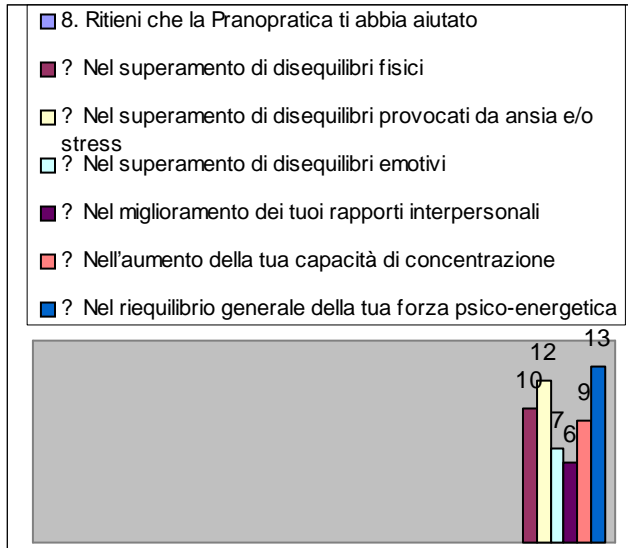 8. Ritieni che la Pranopratica ti abbia aiutato
? Nel superamento di disequilibri fisici
? Nel superamento di disequilibri provocati da ansia e/o
stress
? Nel superamento di disequilibri emotivi
? Nel miglioramento dei tuoi rapporti interpersonali
? Nell'aumento della tua capacità di concentrazione
? Nel riequilibrio generale della tua forza psico-energetica
10
12
7
6
9
13